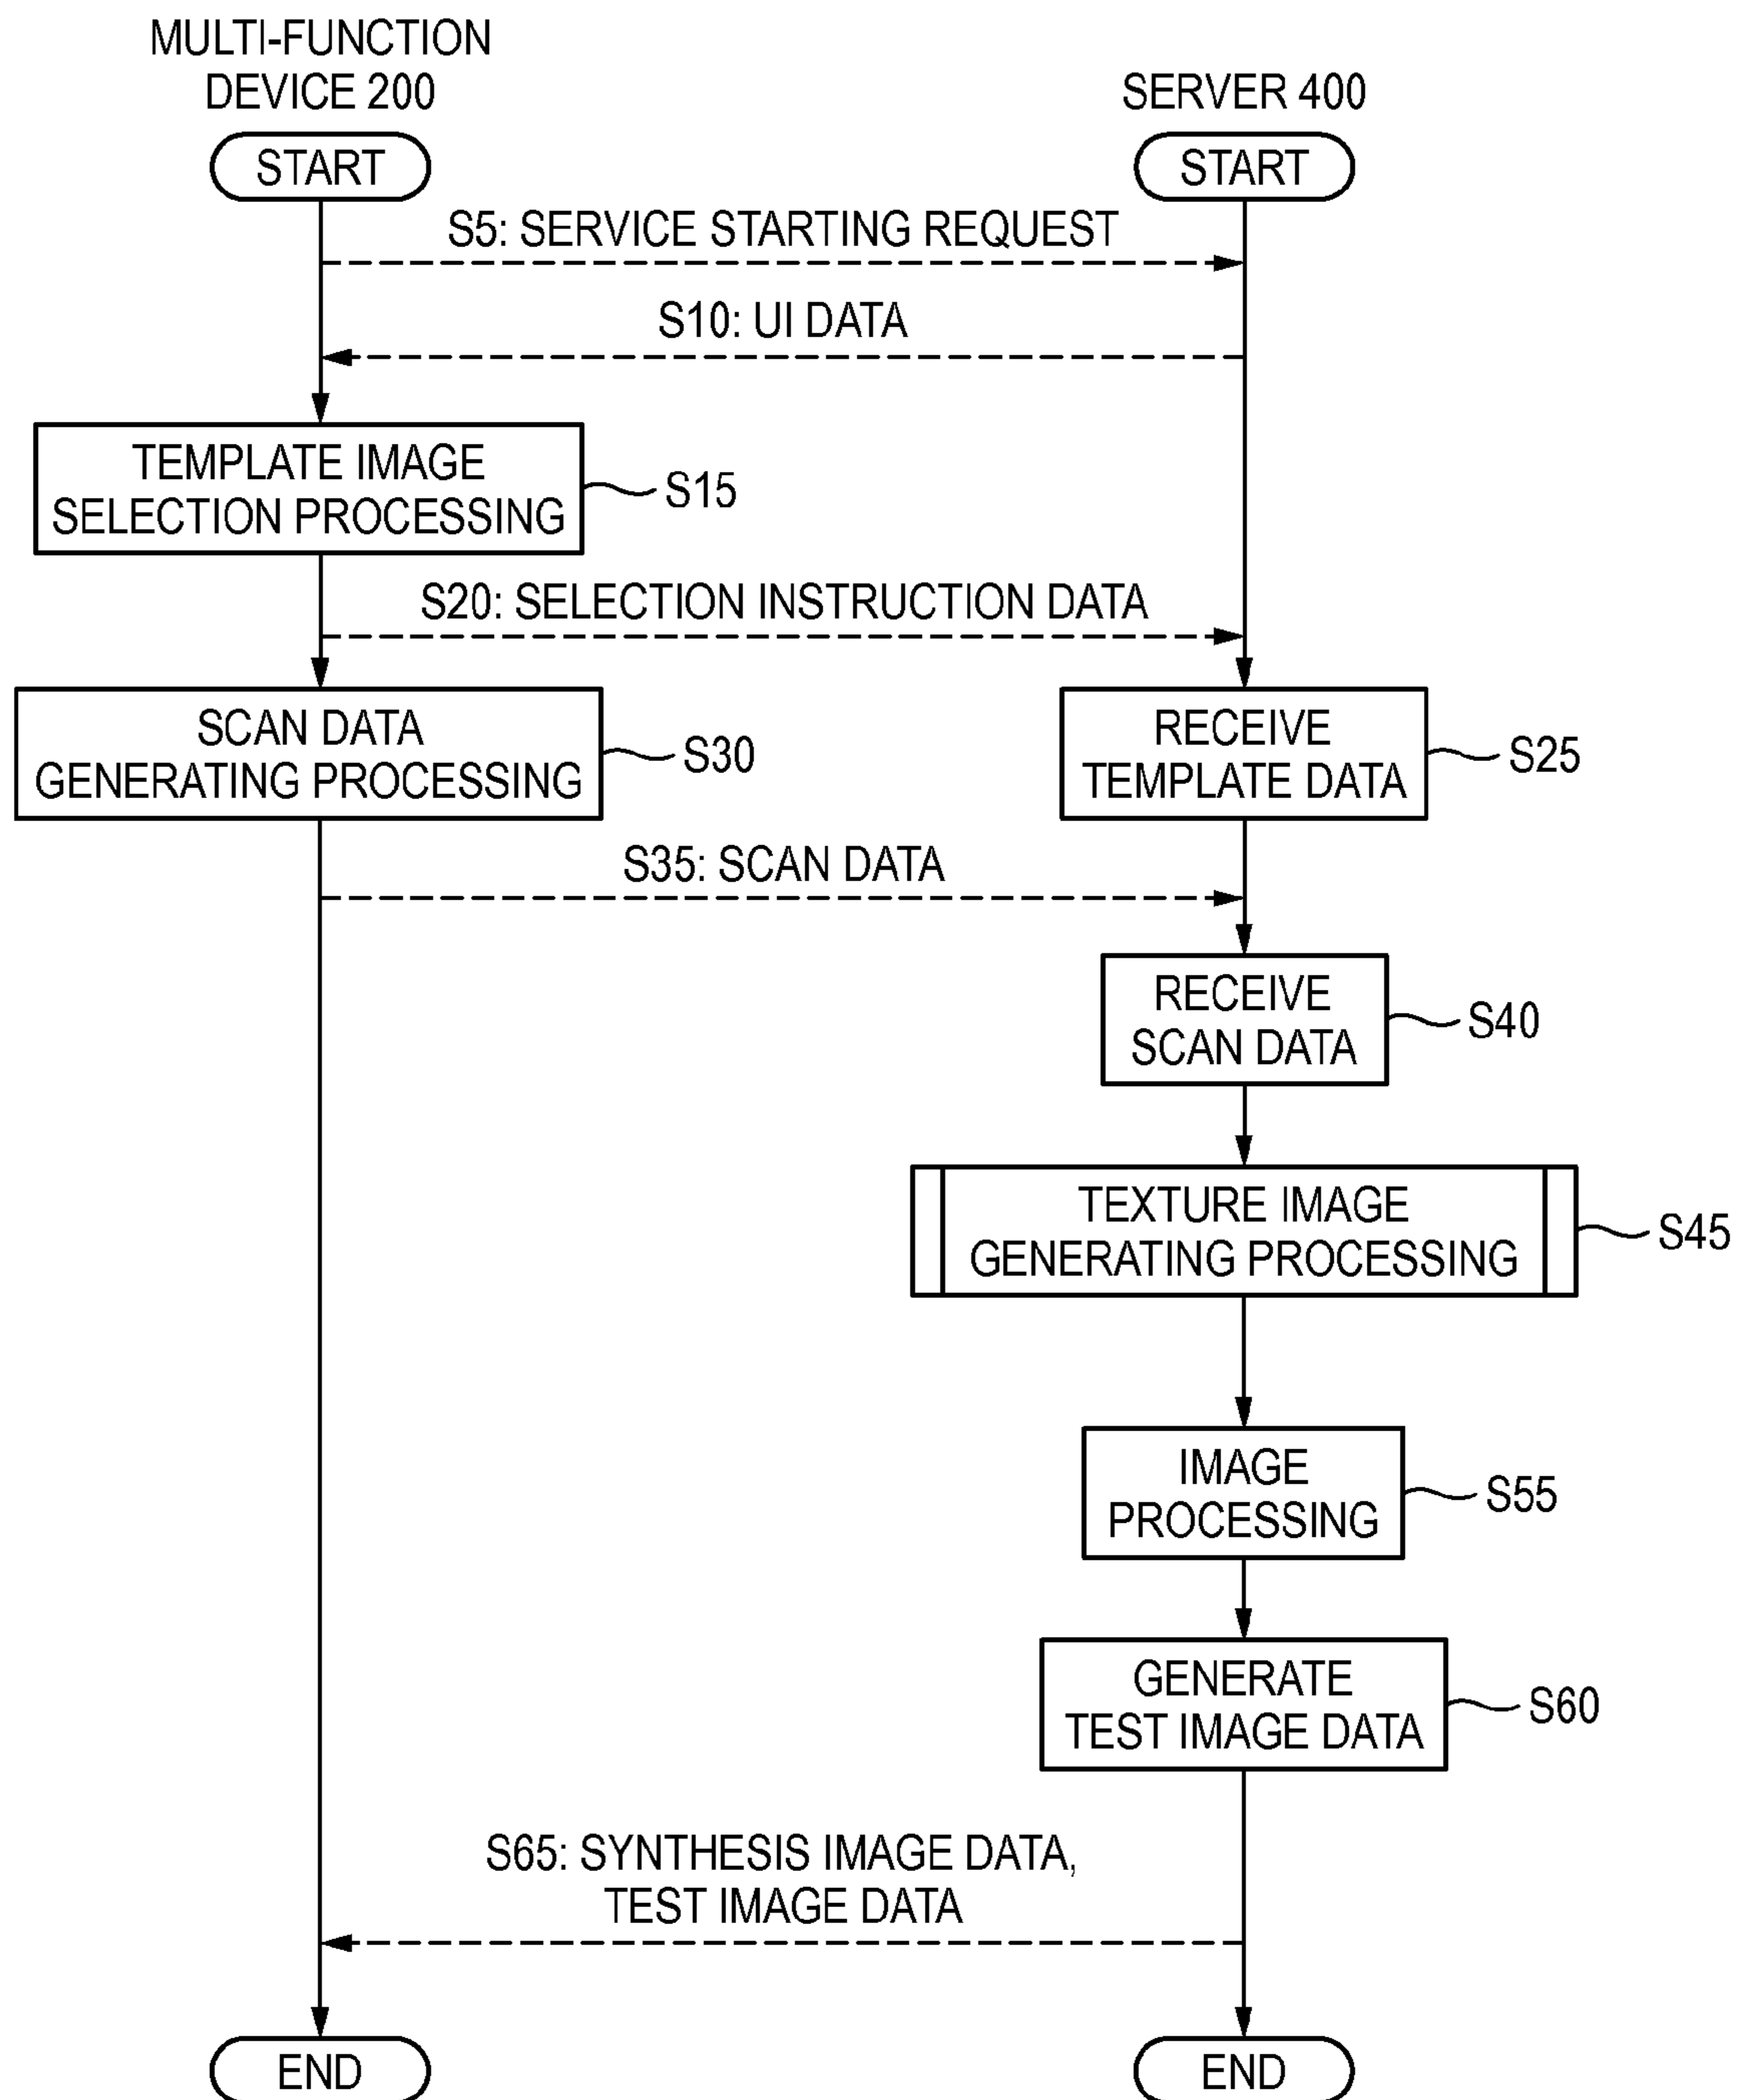 MULTI-FUNCTION
DEVICE 200
SERVER 400
START
START
S5: SERVICE STARTING REQUEST
S10: UI DATA
TEMPLATE IMAGE
SELECTION PROCESSING
S15
S20: SELECTION INSTRUCTION DATA
SCAN DATA
GENERATING PROCESSING
S30
RECEIVE
TEMPLATE DATA
S25
S35: SCAN DATA
RECEIVE
SCAN DATA
S40
TEXTURE IMAGE
GENERATING PROCESSING
S45
IMAGE
PROCESSING
S55
GENERATE
TEST IMAGE DATA
S60
S65: SYNTHESIS IMAGE DATA,
TEST IMAGE DATA
END
END